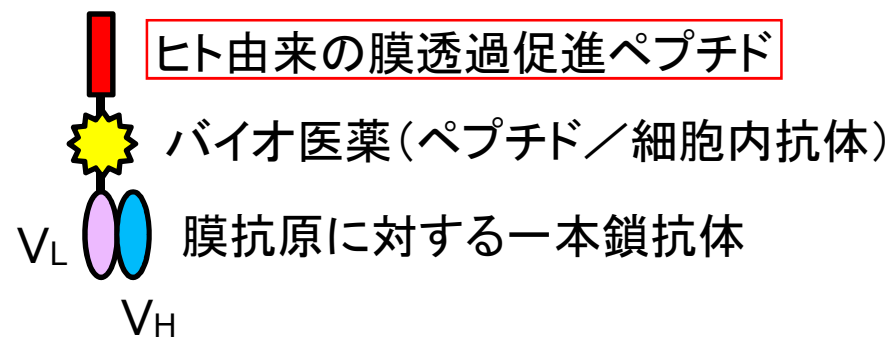 ヒト由来の膜透過促進ペプチド
バイオ医薬(ペプチド／細胞内抗体)
VL 膜抗原に対する一本鎖抗体
VH